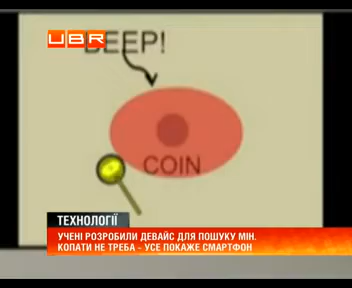 UBR
BEEP!
COIN
ТЕХНОЛОГІЇ
УЧЕНІ РОЗРОБИЛИ ДЕВАЙС ДЛЯ ПОШУКУ МІН.
КОПАТИ НЕ ТРЕБА - УСЕ ПОКАЖЕ СМАРТФОН